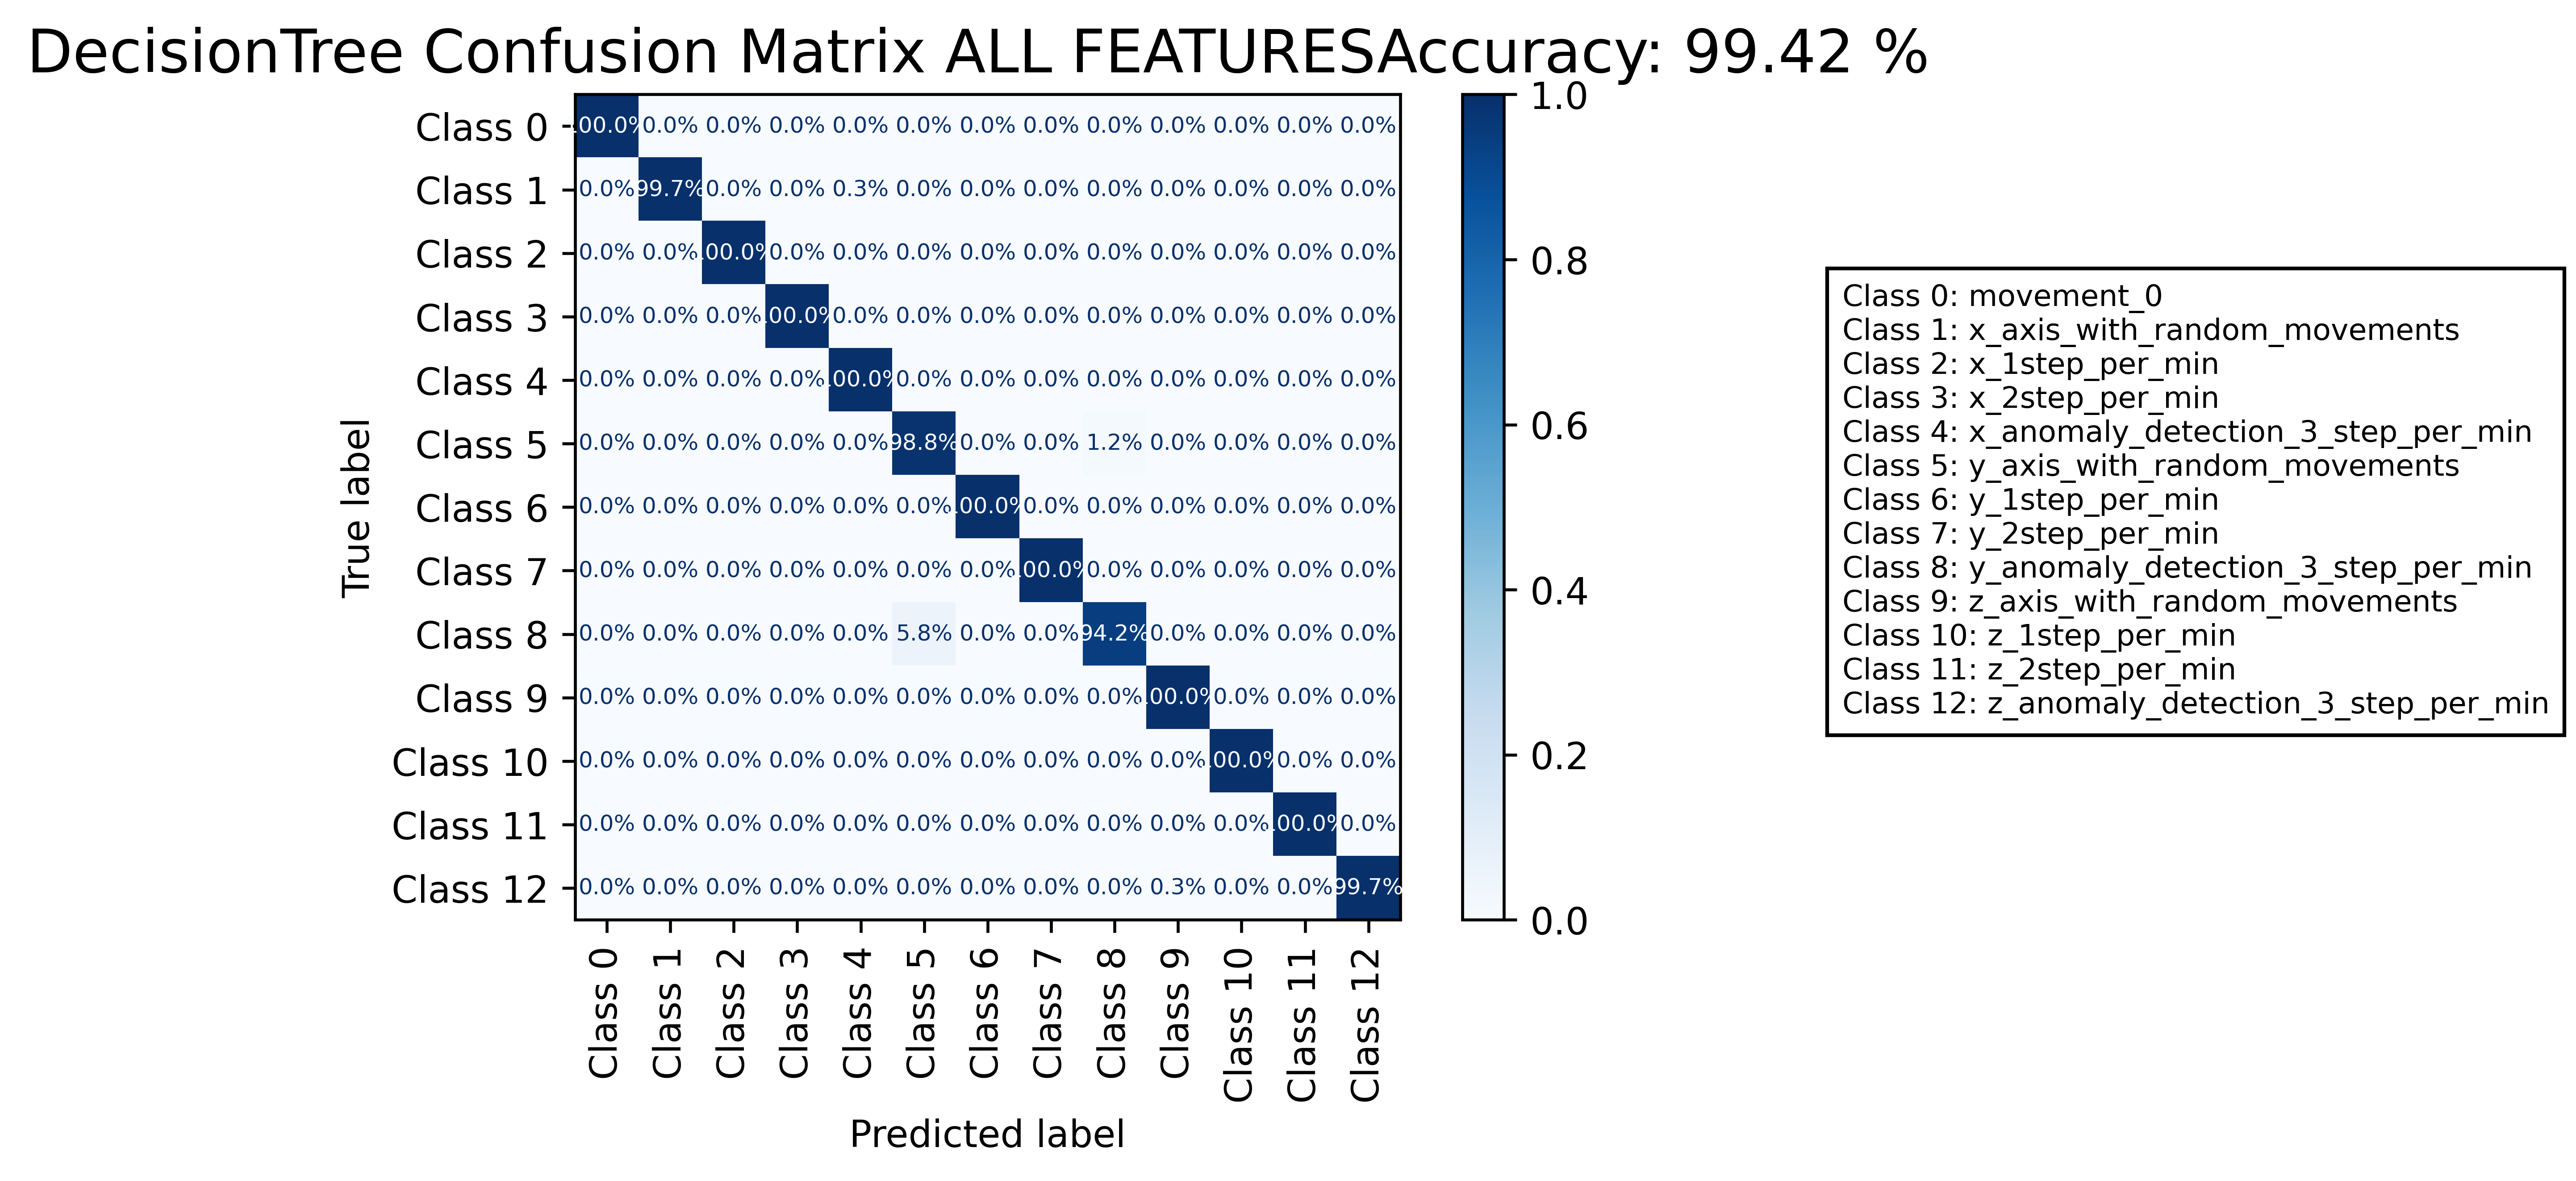 DecisionTree Confusion Matrix ALL FEATURESAccuracy: 99.42 %
True label
Class 0 00.0% 0.0% 0.0% 0.0% 0.0% 0.0% 0.0% 0.0% 0.0% 0.0% 0.0% 0.0% 0.0%
Class 1 0.0% 99.7% 0.0% 0.0% 0.3% 0.0% 0.0% 0.0% 0.0% 0.0% 0.0% 0.0% 0.0%
Class 2 0.0% 0.0% 100.0% 0.0% 0.0% 0.0% 0.0% 0.0% 0.0% 0.0% 0.0% 0.0% 0.0%
Class 3 0.0% 0.0% 0.0% 100.0% 0.0% 0.0% 0.0% 0.0% 0.0% 0.0% 0.0% 0.0% 0.0%
Class 4 0.0% 0.0% 0.0% 0.0% 100.0% 0.0% 0.0% 0.0% 0.0% 0.0% 0.0% 0.0% 0.0%
Class 5 0.0% 0.0% 0.0% 0.0% 0.0% 98.8% 0.0% 0.0% 1.2% 0.0% 0.0% 0.0% 0.0%
Class 6 0.0% 0.0% 0.0% 0.0% 0.0% 0.0% 100.0% 0.0% 0.0% 0.0% 0.0% 0.0% 0.0%
Class 7 0.0% 0.0% 0.0% 0.0% 0.0% 0.0% 0.0% 100.0% 0.0% 0.0% 0.0% 0.0% 0.0%
Class 8 0.0% 0.0% 0.0% 0.0% 0.0% 5.8% 0.0% 0.0% 94.2% 0.0% 0.0% 0.0% 0.0%
Class 9 0.0% 0.0% 0.0% 0.0% 0.0% 0.0% 0.0% 0.0% 0.0% 100.0% 0.0% 0.0% 0.0%
Class 10 0.0% 0.0% 0.0% 0.0% 0.0% 0.0% 0.0% 0.0% 0.0% 0.0% 100.0% 0.0% 0.0%
Class 11 0.0% 0.0% 0.0% 0.0% 0.0% 0.0% 0.0% 0.0% 0.0% 0.0% 0.0% 100.0% 0.0%
Class 12 0.0% 0.0% 0.0% 0.0% 0.0% 0.0% 0.0% 0.0% 0.0% 0.3% 0.0% 0.0% 99.7%
Class 0 Class 1 Class 2 Class 3 Class 4 Class 5 Class 6 Class 7 Class 8 Class 9 Class 10 Class 11 Class 12
Predicted label
1.0
0.8
0.6
0.4
0.2
0.0
Class 0: movement_0
Class 1: x_axis_with_random_movements
Class 2: x_1step_per_min
Class 3: x_2step_per_min
Class 4: x_anomaly_detection_3_step_per_min
Class 5: y_axis_with_random_movements
Class 6: y_1step_per_min
Class 7: y_2step_per_min
Class 8: y_anomaly_detection_3_step_per_min
Class 9: z_axis_with_random_movements
Class 10: z_1step_per_min
Class 11: z_2step_per_min
Class 12: z_anomaly_detection_3_step_per_min